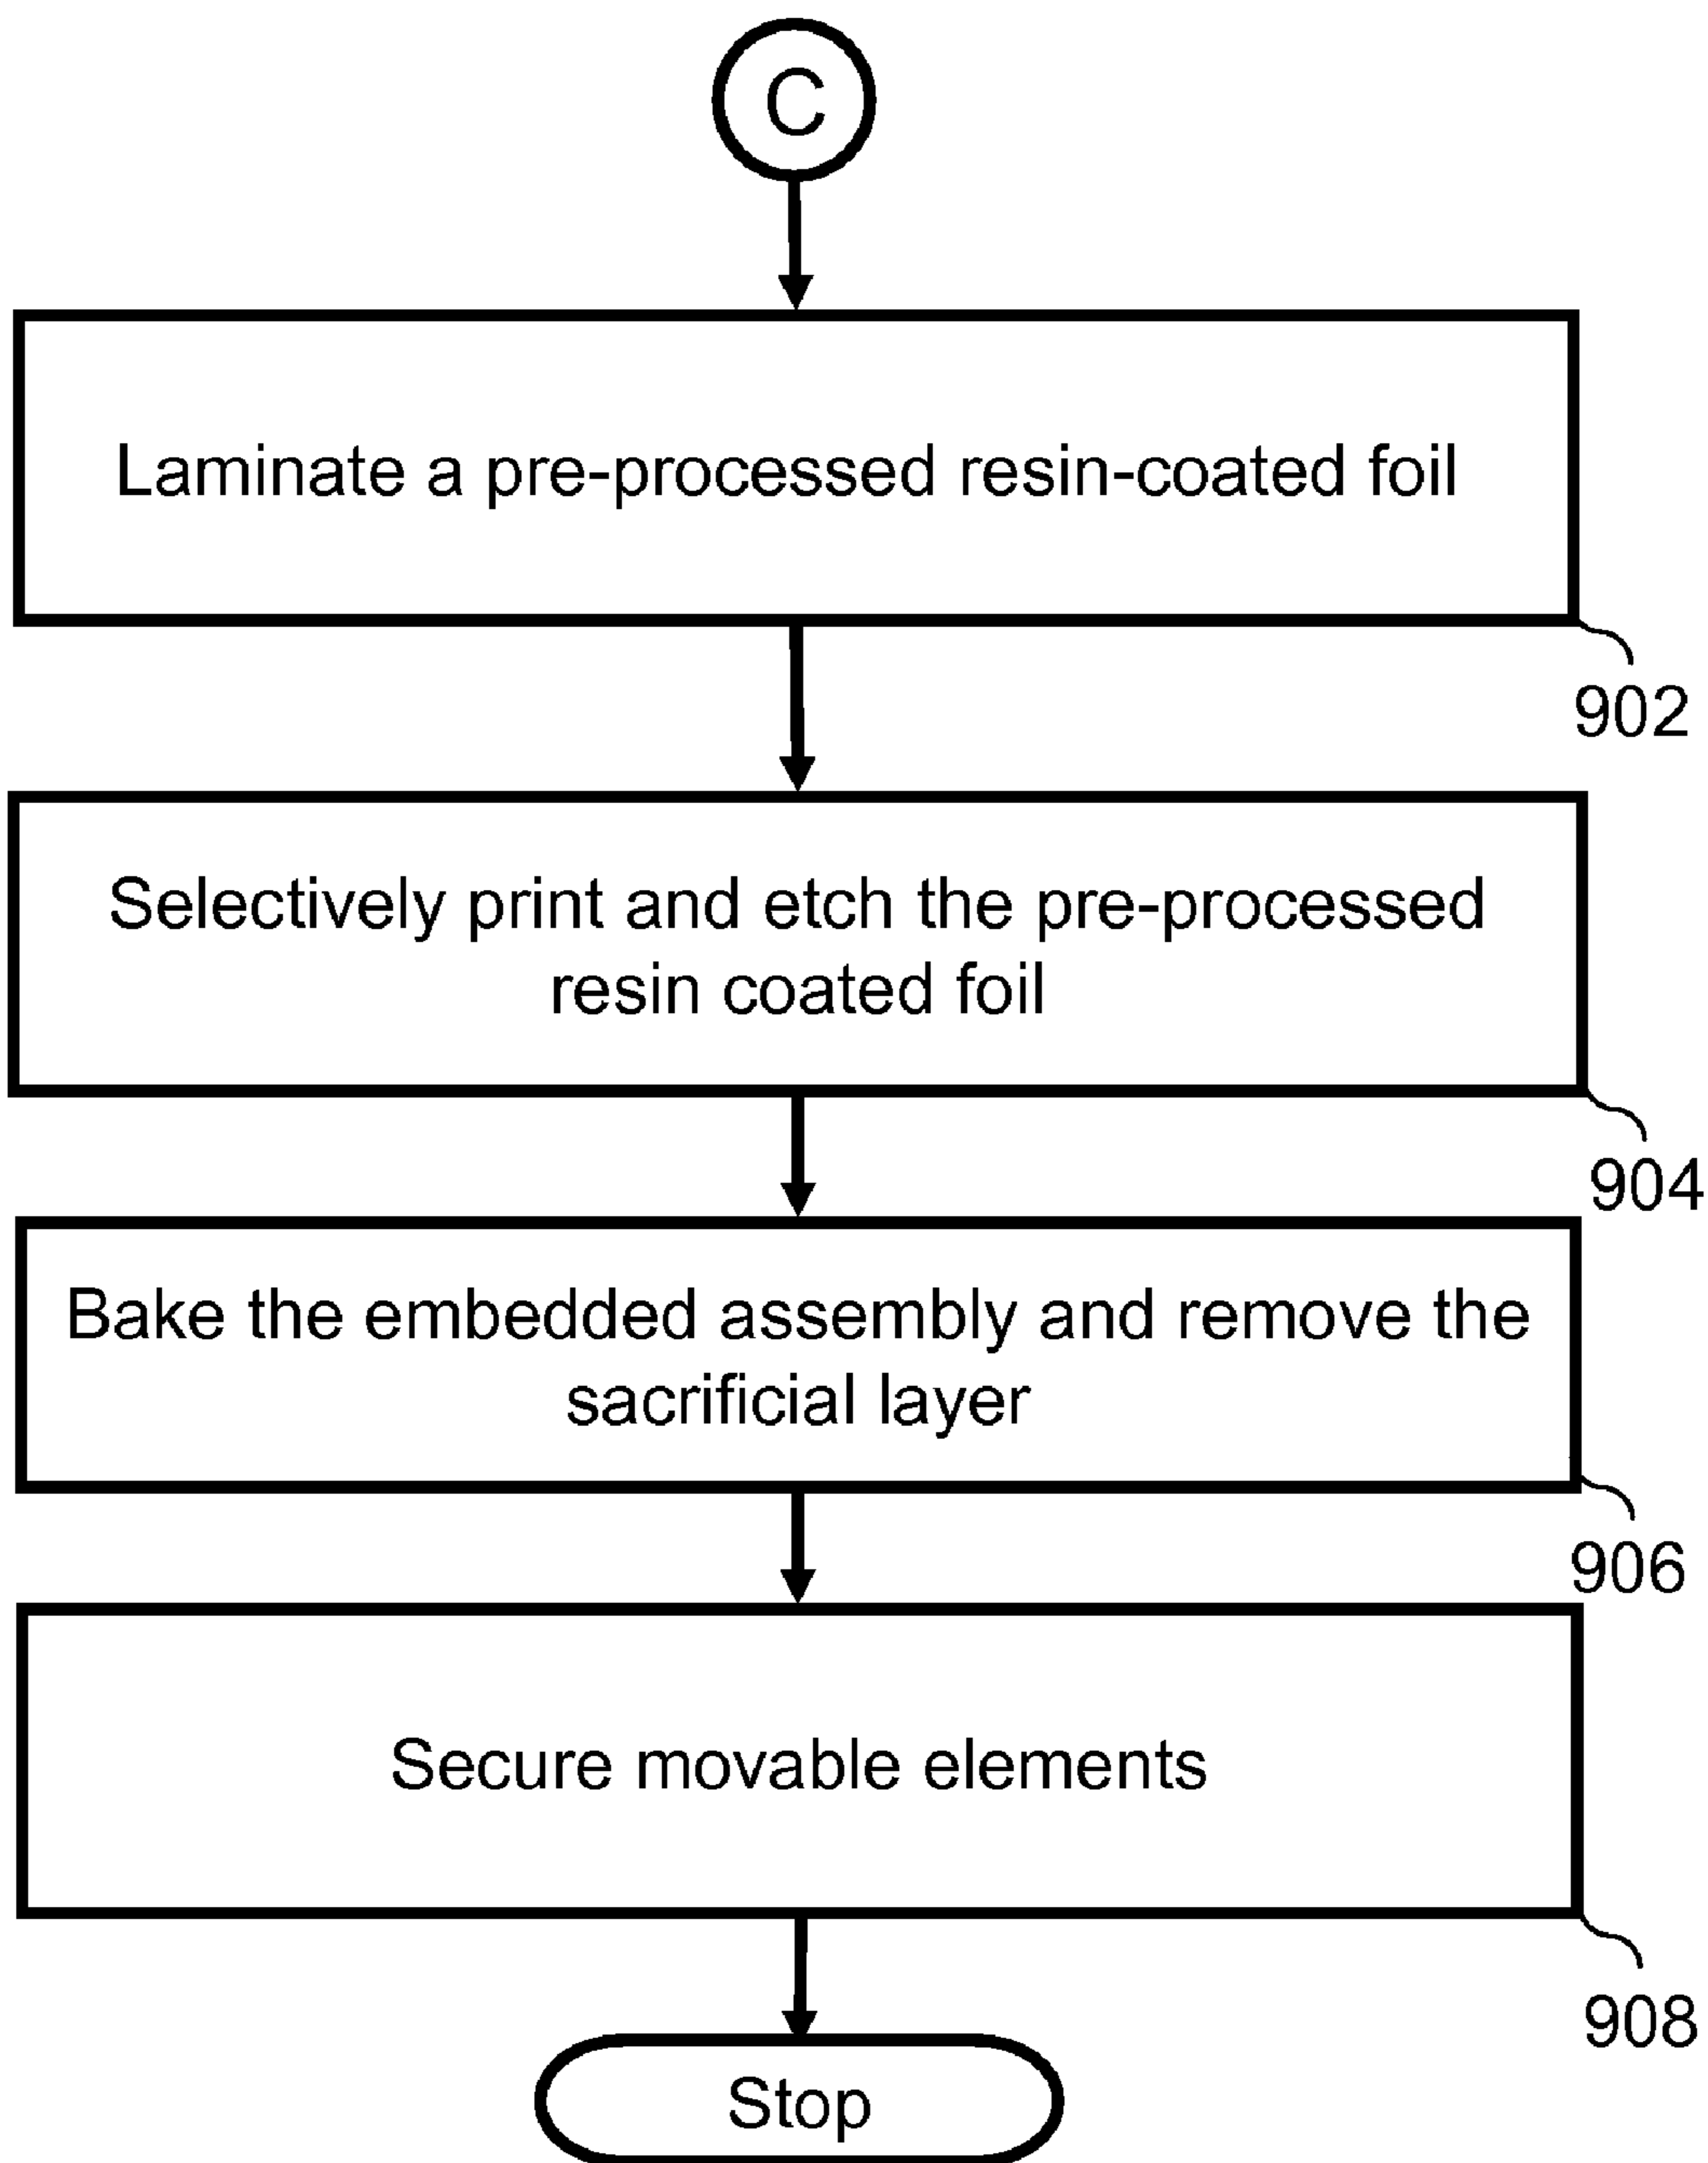 C
Laminate a pre-processed resin-coated foil
902
Selectively print and etch the pre-processed
resin coated foil
904
Bake the embedded assembly and remove the
sacrificial layer
906
Secure movable elements
908
Stop